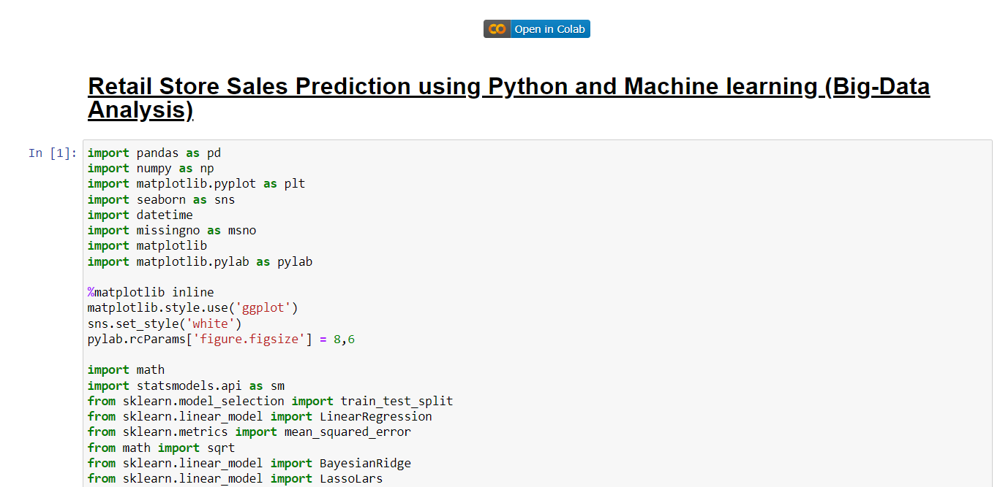 Open in Colab
Retail Store Sales Prediction using Python and Machine learning (Big-Data
Analysis)
In [1]:
import pandas as pd
import numpy as np
import matplotlib.pyplot as plt
import seaborn as sns
import datetime
import missingno as msno
import matplotlib
import matplotlib.pylab as pylab
%matplotlib inline
matplotlib.style.use('ggplot')
sns.set_style('white')
pylab.rcParams['figure.figsize'] = 8,6
import math
import statsmodels.api as sm
from sklearn.model_selection import train_test_split
from sklearn.linear_model import LinearRegression
from sklearn.metrics import mean_squared_error
from math import sqrt
from sklearn.linear_model import BayesianRidge
from sklearn.linear_model import LassoLars